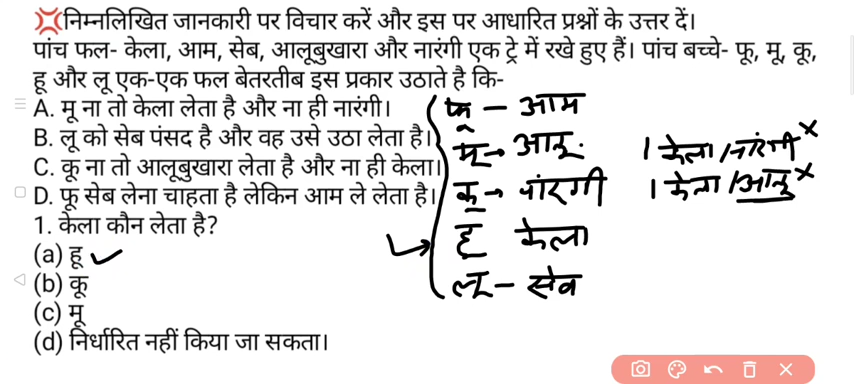 निम्नलिखित जानकारी पर विचार करें और इस पर आधारित प्रश्नों के उत्तर दें।
पांच फल- केला, आम, सेब, आलूबुखारा और नारंगी एक ट्रे में रखे हुए हैं। पांच बच्चे- फू, मू, कू,
हू और लू एक-एक फल बेतरतीब इस प्रकार उठाते है कि-
A. मू ना तो केला लेता है और ना ही नारंगी।
B. लू को सेब पंसद है और वह उसे उठा लेता है।
C. कू ना तो आलूबुखारा लेता है और ना ही केला।
D. फू सेब लेना चाहता है लेकिन आम ले लेता है।
1. केला कौन लेता है?
(a) हू
(b) कू
(c) मू
(d) निर्धारित नहीं किया जा सकता।
फू – आम
मू → आलू.
कू → नांरगी
हू केला
लू – सेब
| केला / नारंगी x
| केला / आलू x